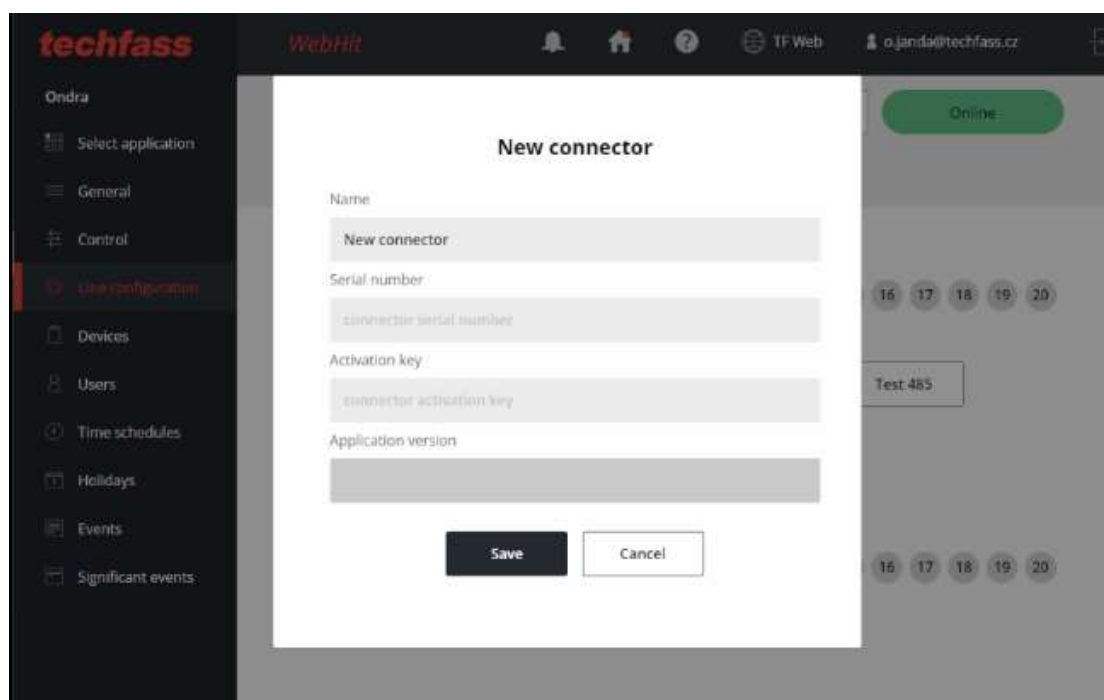 techfass
WebHit
TF Web
o.janda@techfass.cz
Ondra
Select application
General
Control
Line configuration
Devices
Users
Time schedules
Holidays
Events
Significant events
Online
New connector
Name
New connector
Serial number
connector serial number
Activation key
connector activation key
Application version
Save Cancel
16 17 18 19 20
Test 485
16 17 18 19 20